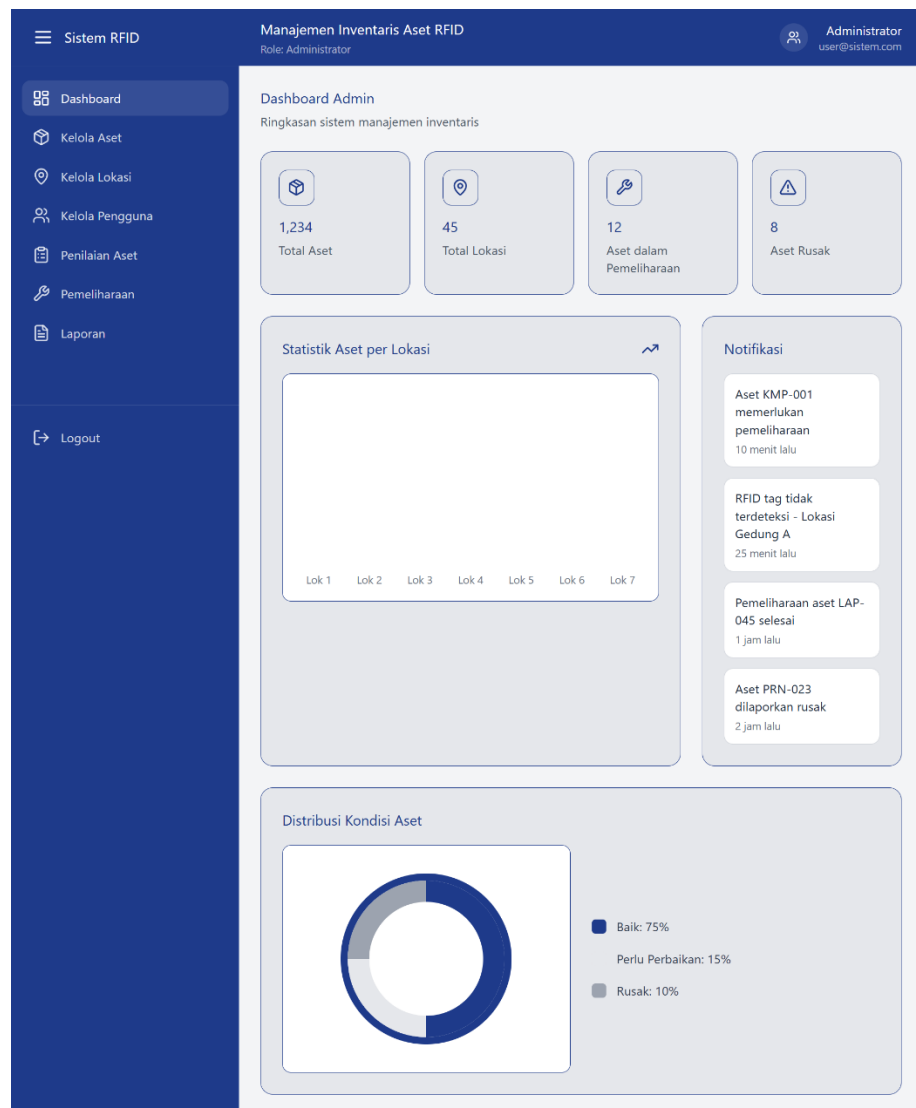 Sistem RFID
Manajemen Inventaris Aset RFID
Role: Administrator
Administrator
user@sistem.com
Dashboard
Kelola Aset
Kelola Lokasi
Kelola Pengguna
Penilaian Aset
Pemeliharaan
Laporan
Logout
Dashboard Admin
Ringkasan sistem manajemen inventaris
1,234
Total Aset
45
Total Lokasi
12
Aset dalam
Pemeliharaan
8
Aset Rusak
Statistik Aset per Lokasi
Lok 1 Lok 2 Lok 3 Lok 4 Lok 5 Lok 6 Lok 7
Notifikasi
Aset KMP-001
memerlukan
pemeliharaan
10 menit lalu
RFID tag tidak
terdeteksi - Lokasi
Gedung A
25 menit lalu
Pemeliharaan aset LAP-
045 selesai
1 jam lalu
Aset PRN-023
dilaporkan rusak
2 jam lalu
Distribusi Kondisi Aset
Baik: 75%
Perlu Perbaikan: 15%
Rusak: 10%